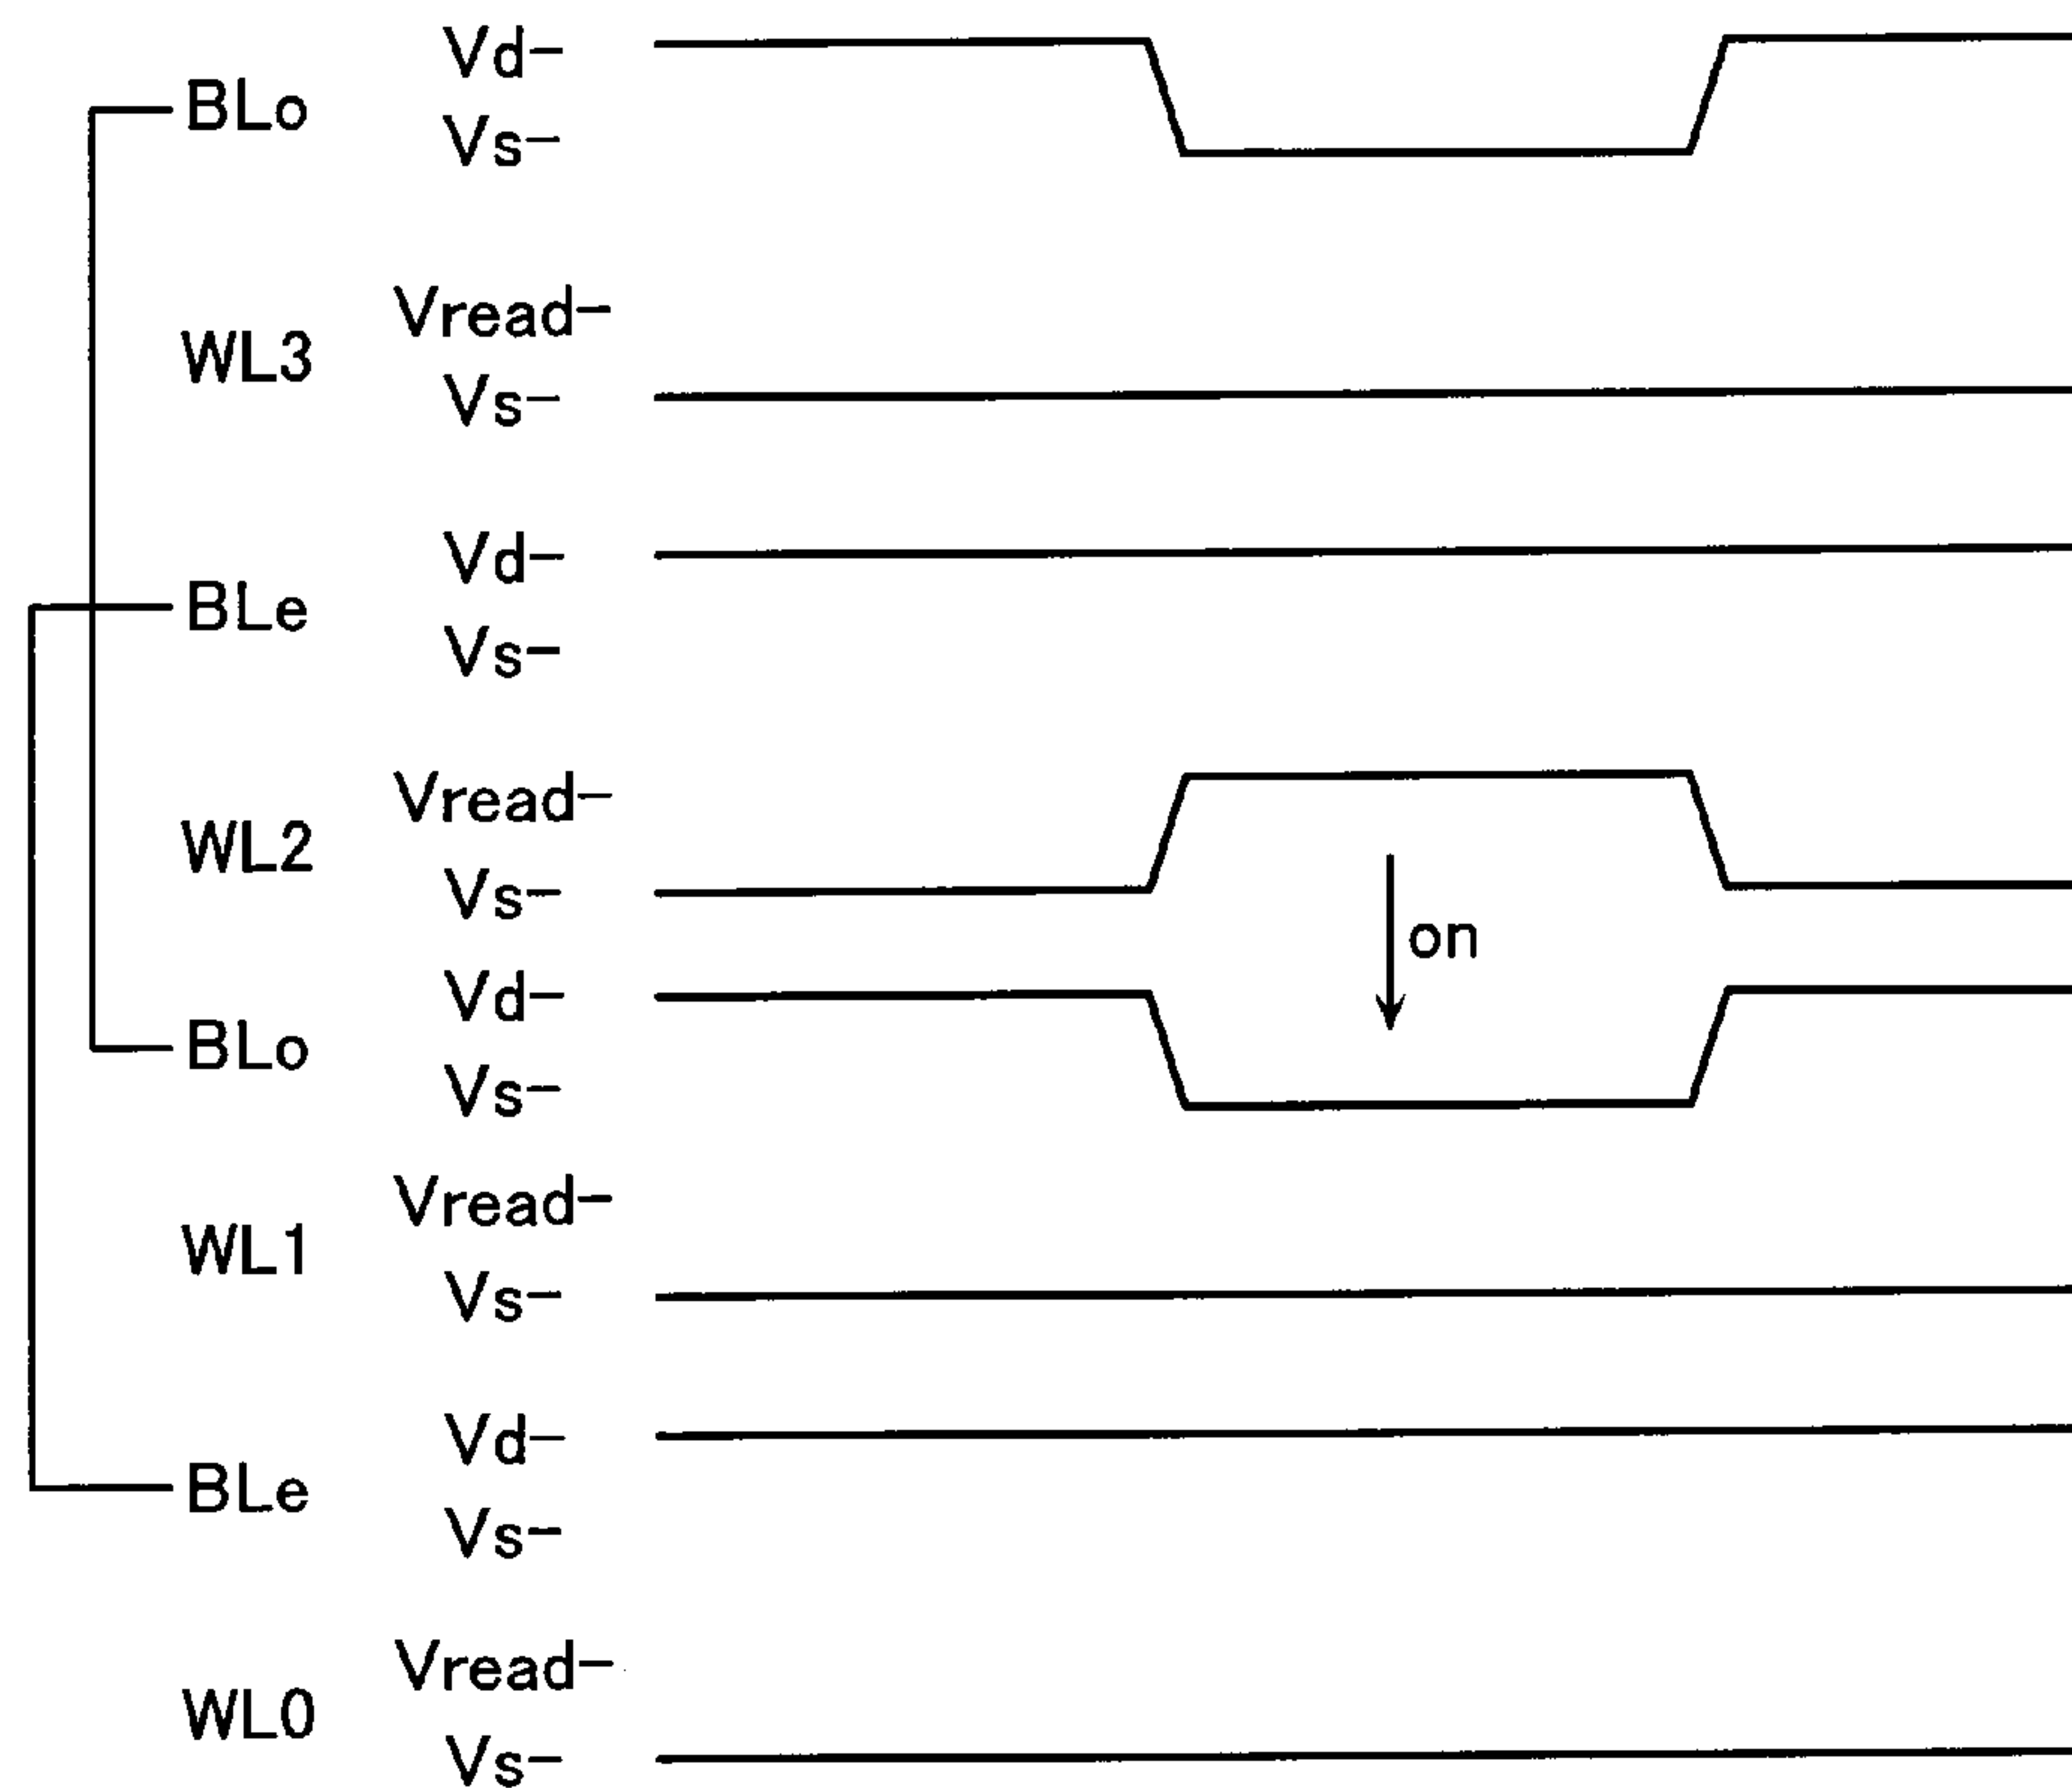 Vd-
BLo
Vs-
Vread-
WL3
Vs-
Vd-
BLe
Vs-
Vread-
WL2
Vs-
on
Vd-
BLo
Vs-
Vread-
WL1
Vs-
Vd-
BLe
Vs-
Vread-
WL0
Vs-